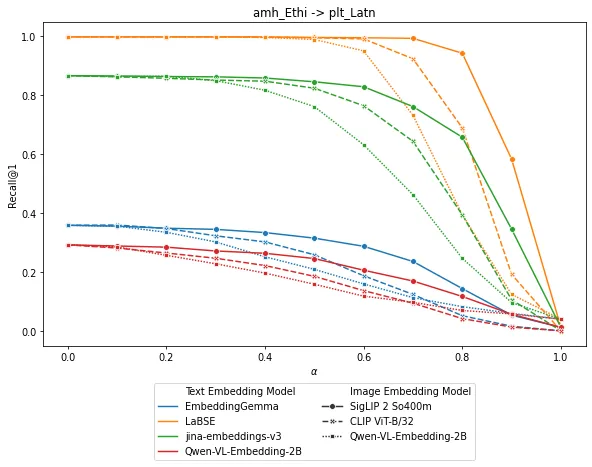 amh_Ethi -> plt_Latn
1.0
0.8
0.6
0.4
0.2
0.0
Recall@1
0.0 0.2 0.4 0.6 0.8 1.0
α
Text Embedding Model
EmbeddingGemma
LaBSE
jina-embeddings-v3
Qwen-VL-Embedding-2B
Image Embedding Model
SigLIP 2 So400m
CLIP ViT-B/32
Qwen-VL-Embedding-2B